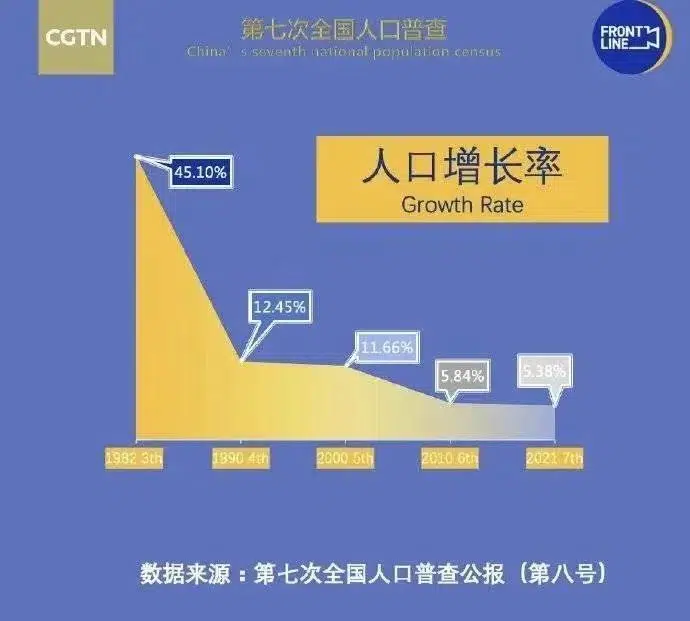 CGTN
第七次全国人口普查
China's seventh national population census
FRONT
LINE
人口增长率
Growth Rate
45.10%
12.45%
11.66%
5.84%
5.38%
1982 3th
1990 4th
2000 5th
2010 6th
2021 7th
数据来源：第七次全国人口普查公报（第八号）